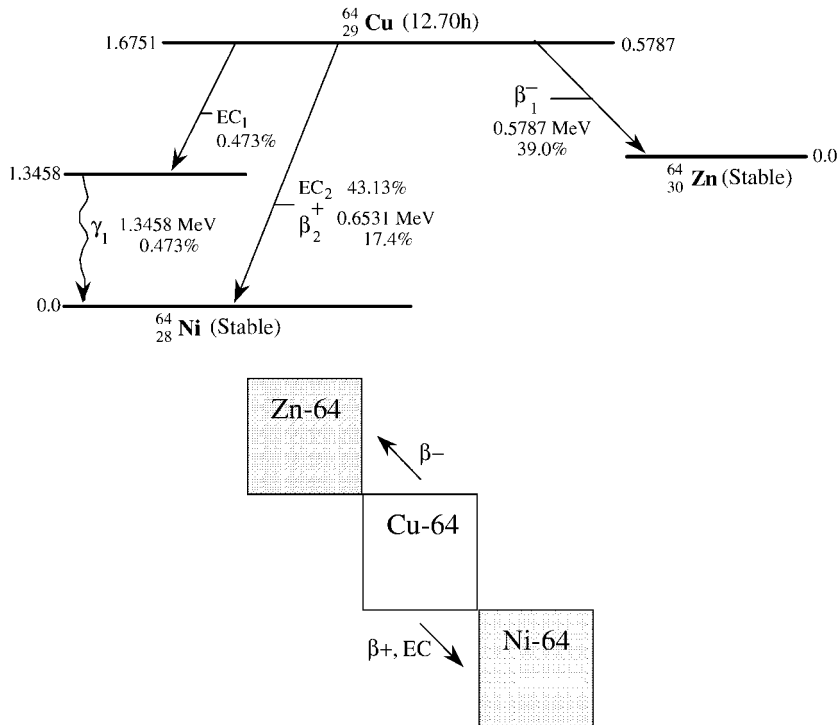 64
29 Cu (12.70h)
1.6751
0.5787
EC1
0.473%
β1−
0.5787 MeV
39.0%
0.0
64
30 Zn (Stable)
1.3458
γ1
1.3458 MeV
0.473%
EC2 43.13%
β2+ 0.6531 MeV
17.4%
0.0
64
28 Ni (Stable)
Zn-64
β−
Cu-64
β+, EC
Ni-64